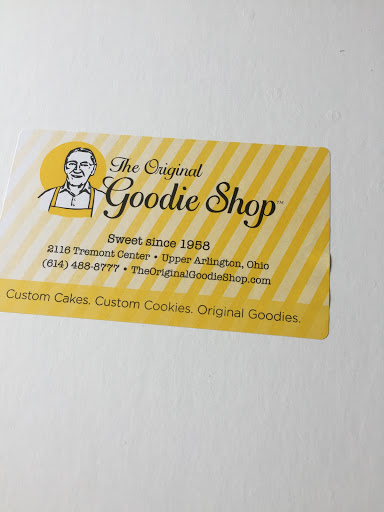 The Original
Goodie Shop™
Sweet since 1958
2116 Tremont Center • Upper Arlington, Ohio
(614) 488-8777 • TheOriginalGoodieShop.com
Custom Cakes. Custom Cookies. Original Goodies.